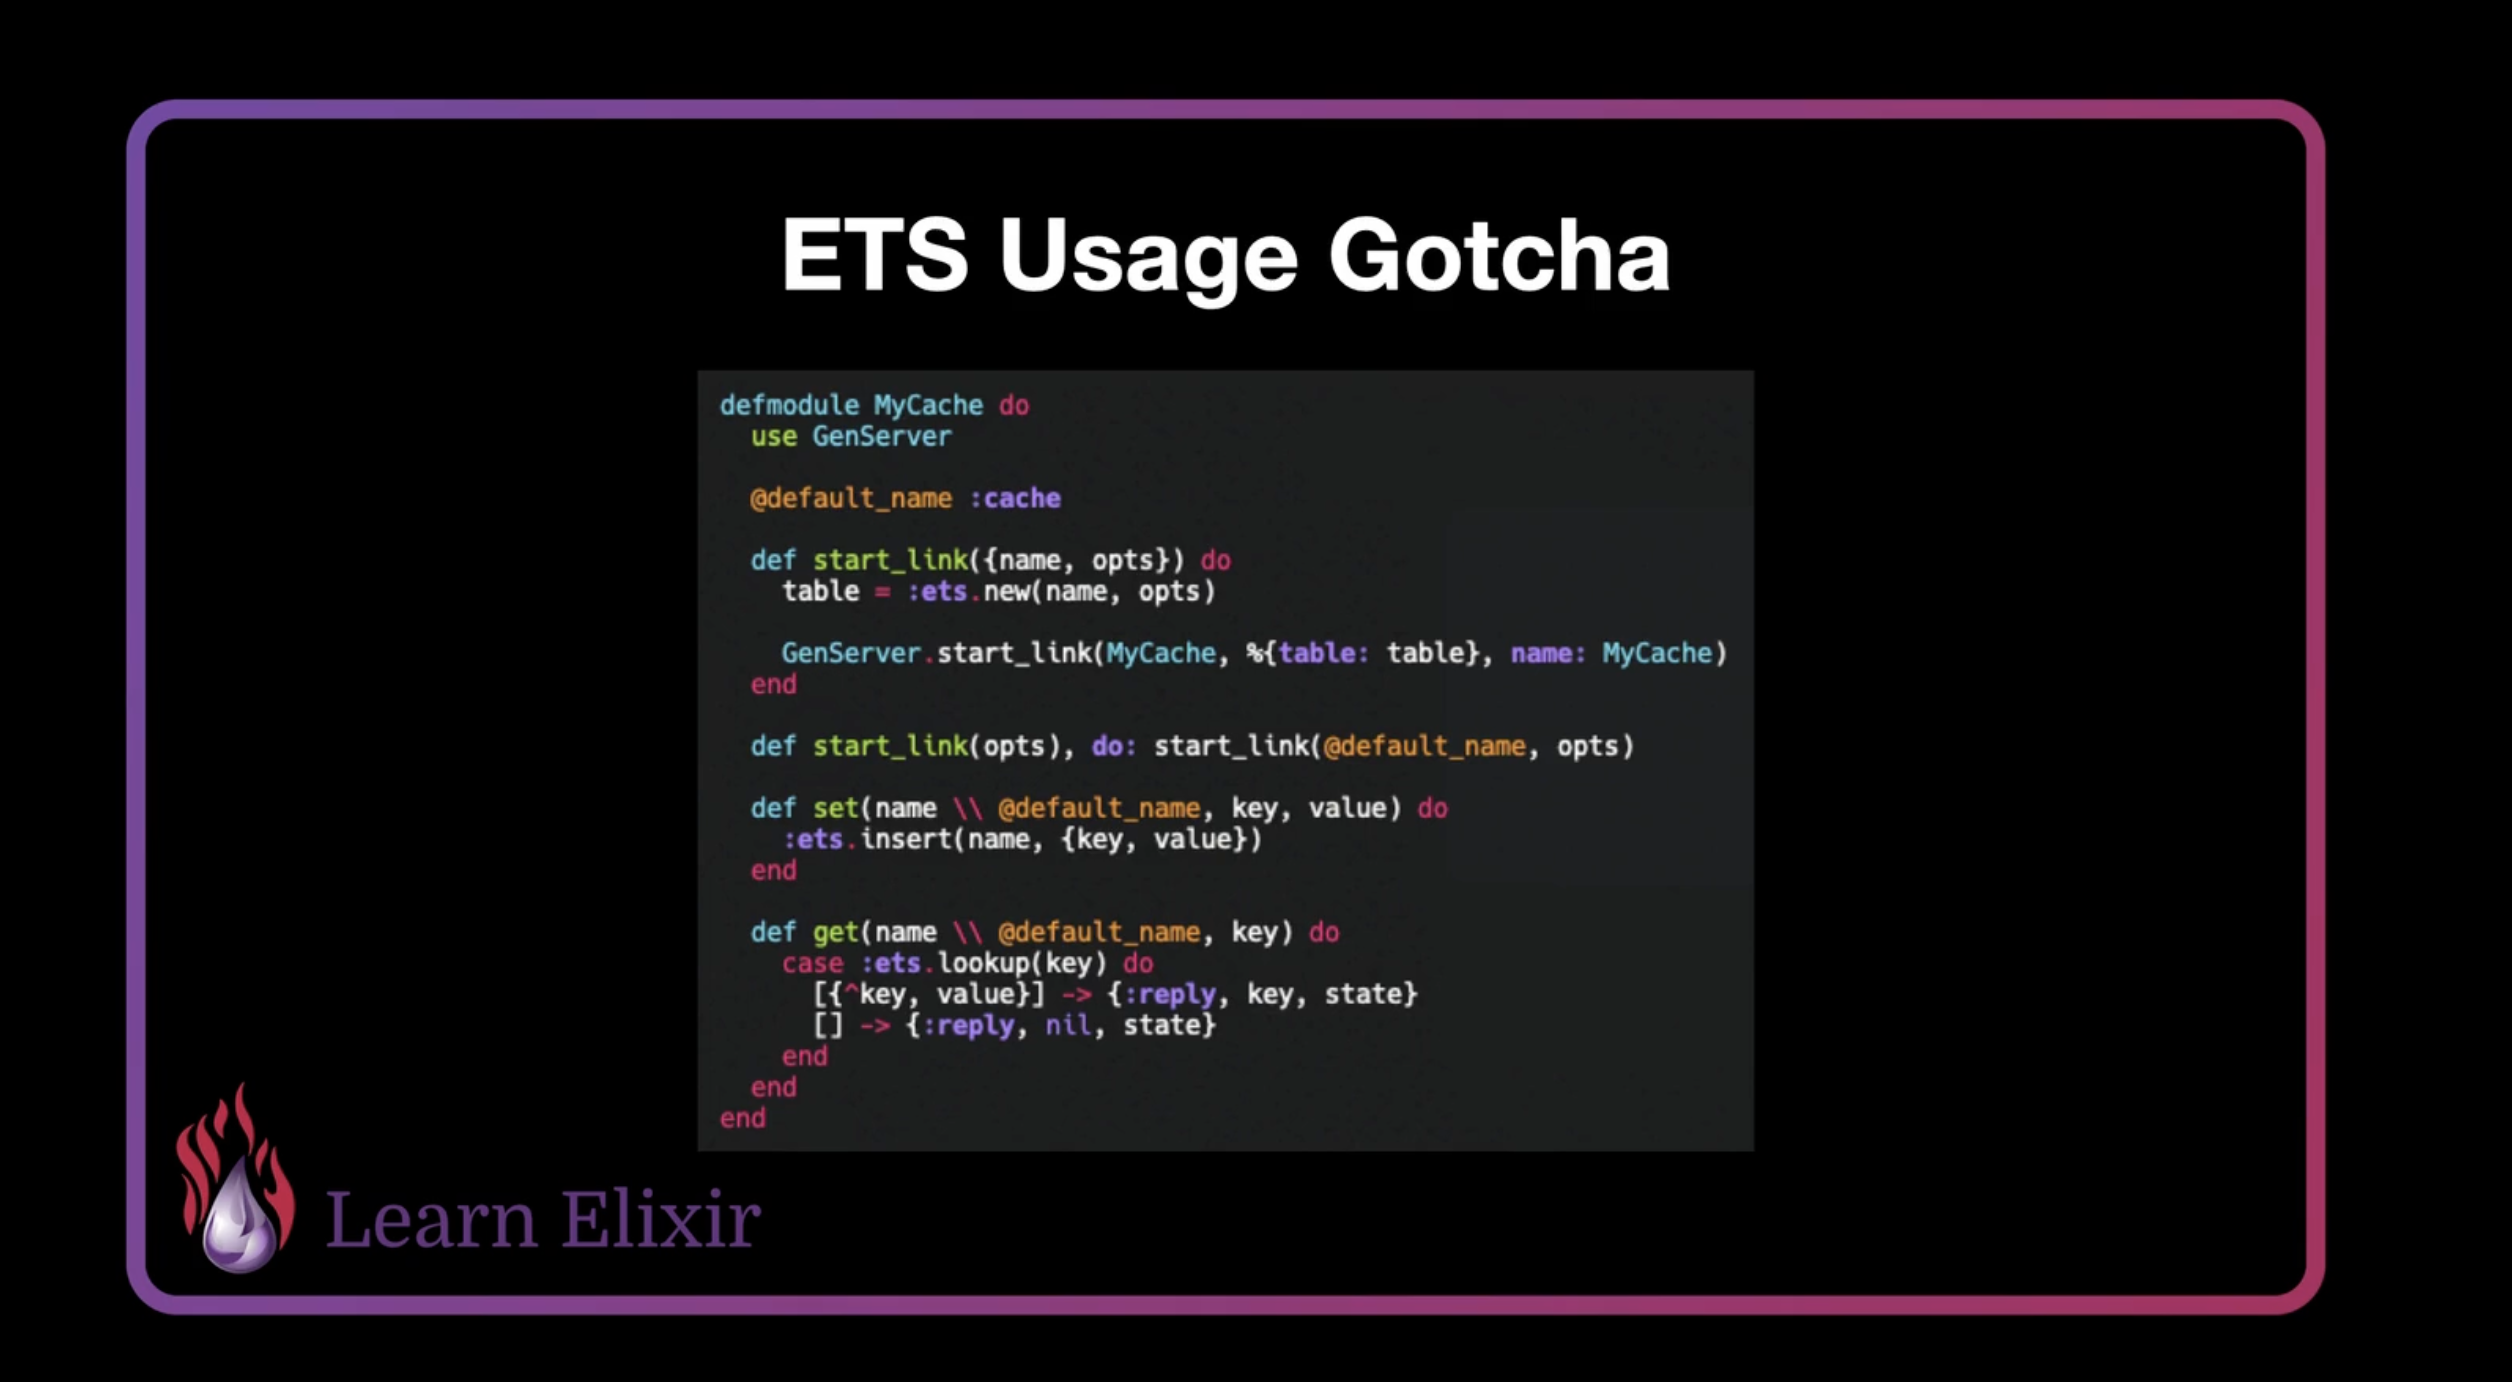 ETS Usage Gotcha
defmodule MyCache do
  use GenServer
  @default_name :cache
  def start_link({name, opts}) do
    table = :ets.new(name, opts)
    GenServer.start_link(MyCache, %{table: table}, name: MyCache)
  end
  def start_link(opts), do: start_link(@default_name, opts)
  def set(name \\ @default_name, key, value) do
    :ets.insert(name, {key, value})
  end
  def get(name \\ @default_name, key) do
    case :ets.lookup(key) do
      [{^key, value}] -> {:reply, key, state}
      [] -> {:reply, nil, state}
    end
  end
end
Learn Elixir